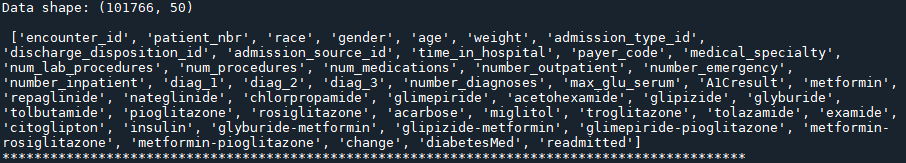 Data shape: (101766, 50)
['encounter_id', 'patient_nbr', 'race', 'gender', 'age', 'weight', 'admission_type_id',
'discharge_disposition_id', 'admission_source_id', 'time_in_hospital', 'payer_code', 'medical_specialty',
'num_lab_procedures', 'num_procedures', 'num_medications', 'number_outpatient', 'number_emergency',
'number_inpatient', 'diag_1', 'diag_2', 'diag_3', 'number_diagnoses', 'max_glu_serum', 'A1Cresult', 'metformin',
'repaglinide', 'nateglinide', 'chlorpropamide', 'glimepiride', 'acetohexamide', 'glipizide', 'glyburide',
'tolbutamide', 'pioglitazone', 'rosiglitazone', 'acarbose', 'miglitol', 'troglitazone', 'tolazamide', 'examide',
'citoglipton', 'insulin', 'glyburide-metformin', 'glipizide-metformin', 'glimepiride-pioglitazone', 'metformin-
rosiglitazone', 'metformin-pioglitazone', 'change', 'diabetesMed', 'readmitted']
*********************************************************************************************